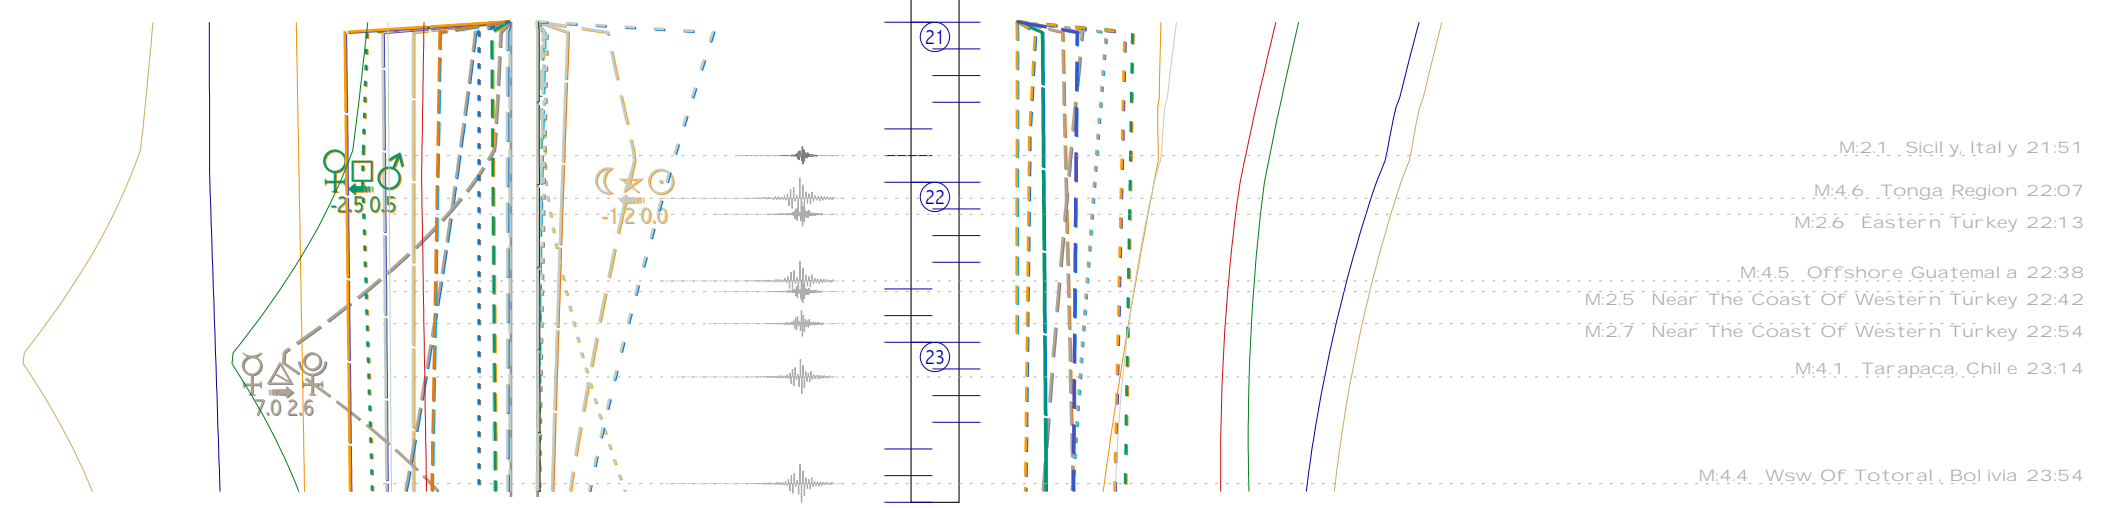 21
M:2.1 Sicily, Italy 21:51
M:4.6 Tonga Region 22:07
22
-2.5 0.5
-1.2 0.0
M:2.6 Eastern Turkey 22:13
M:4.5 Offshore Guatemala 22:38
M:2.5 Near The Coast Of Western Turkey 22:42
M:2.7 Near The Coast Of Western Turkey 22:54
23
M:4.1 Tarapaca, Chile 23:14
7.0 2.6
M:4.4 Wsw Of Totoral, Bolivia 23:54